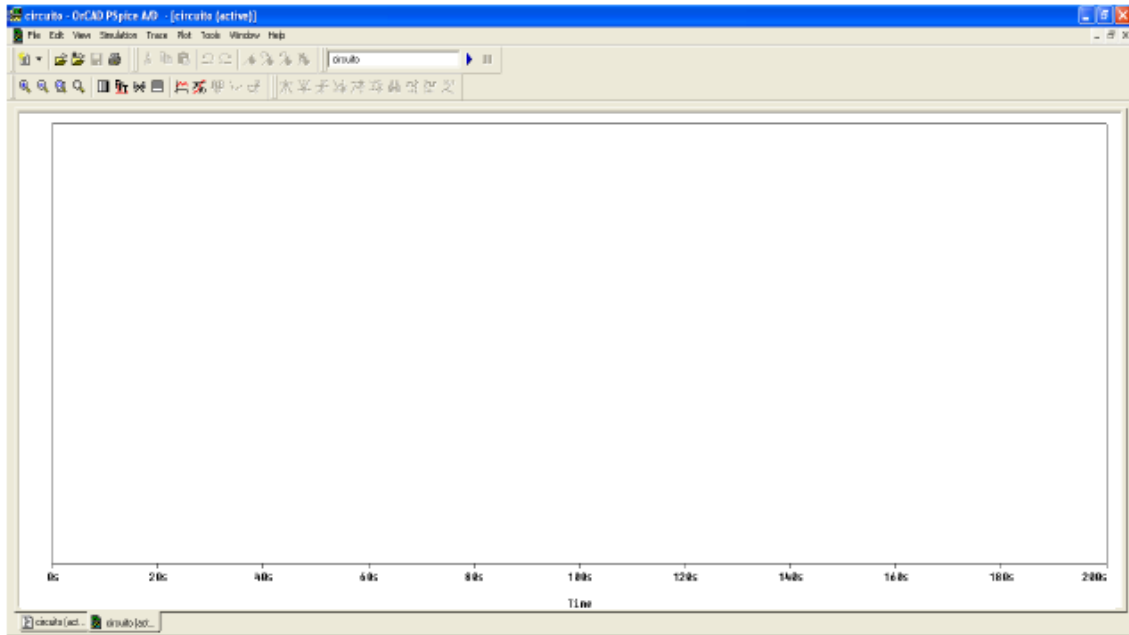 circuito - OrCAD PSpice A/D - [circuito (active)]
File Edit View Simulation Trace Plot Tools Window Help
circuito
0s 20s 40s 60s 80s 100s 120s 140s 160s 180s 200s
Time
circuito (act... circuito (act...